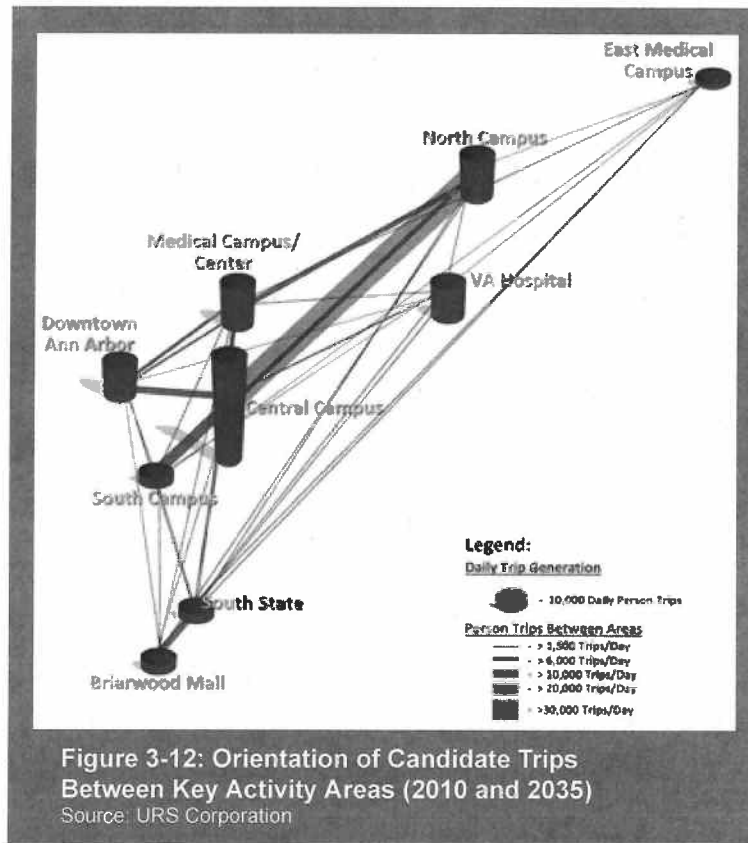 East Medical
Campus
North Campus
Medical Campus/
Center
VA Hospital
Downtown
Ann Arbor
Central Campus
South Campus
South State
Briarwood Mall
Legend:
Daily Trip Generation
- 10,000 Daily Person Trips
Person Trips Between Areas
- > 1,500 Trips/Day
- > 6,000 Trips/Day
- > 10,000 Trips/Day
- > 20,000 Trips/Day
- >30,000 Trips/Day
Figure 3-12: Orientation of Candidate Trips
Between Key Activity Areas (2010 and 2035)
Source: URS Corporation